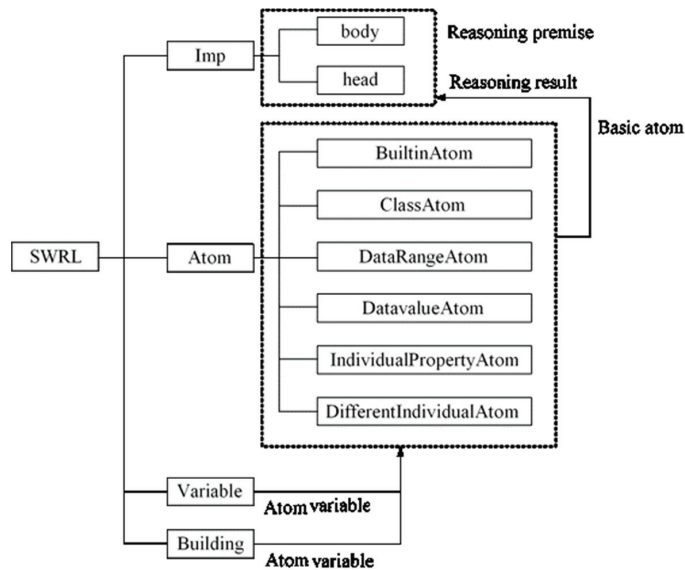 body
Reasoning premise
Imp
head
Reasoning result
Basic atom
BuiltinAtom
ClassAtom
SWRL
Atom
DataRangeAtom
DatavalueAtom
IndividualPropertyAtom
DifferentIndividualAtom
Variable
Atom variable
Building
Atom variable